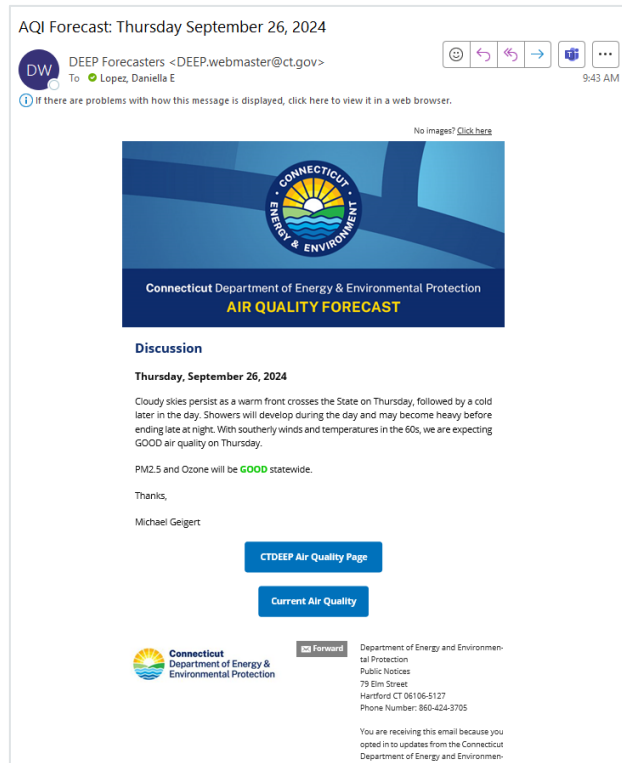 AQI Forecast: Thursday September 26, 2024
DW
DEEP Forecasters <DEEP.webmaster@ct.gov>
To Lopez, Daniella E
9:43 AM
If there are problems with how this message is displayed, click here to view it in a web browser.
No images? Click here
CONNECTICUT
ENERGY & ENVIRONMENT
Connecticut Department of Energy & Environmental Protection
AIR QUALITY FORECAST
Discussion
Thursday, September 26, 2024
Cloudy skies persist as a warm front crosses the State on Thursday, followed by a cold
later in the day. Showers will develop during the day and may become heavy before
ending late at night. With southerly winds and temperatures in the 60s, we are expecting
GOOD air quality on Thursday.
PM2.5 and Ozone will be GOOD statewide.
Thanks,
Michael Geigert
CTDEEP Air Quality Page
Current Air Quality
Connecticut
Department of Energy &
Environmental Protection
Forward
Department of Energy and Environmen-
tal Protection
Public Notices
79 Elm Street
Hartford CT 06106-5127
Phone Number: 860-424-3705
You are receiving this email because you
opted in to updates from the Connecticut
Department of Energy and Environmen-